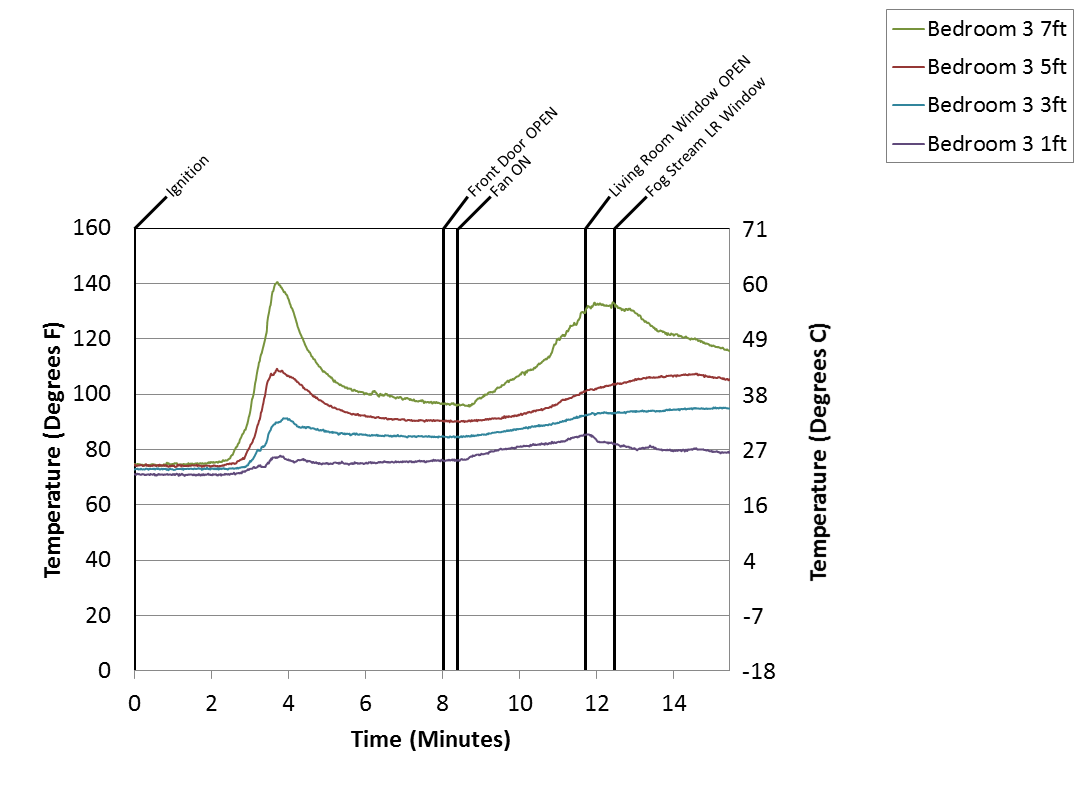 Bedroom 3 7ft
Bedroom 3 5ft
Bedroom 3 3ft
Bedroom 3 1ft
Ignition
Front Door OPEN
Fan ON
Living Room Window OPEN
Fog Stream LR Window
160
140
120
100
80
60
40
20
0
71
60
49
38
27
16
4
-7
-18
Temperature (Degrees F)
Temperature (Degrees C)
0 2 4 6 8 10 12 14
Time (Minutes)